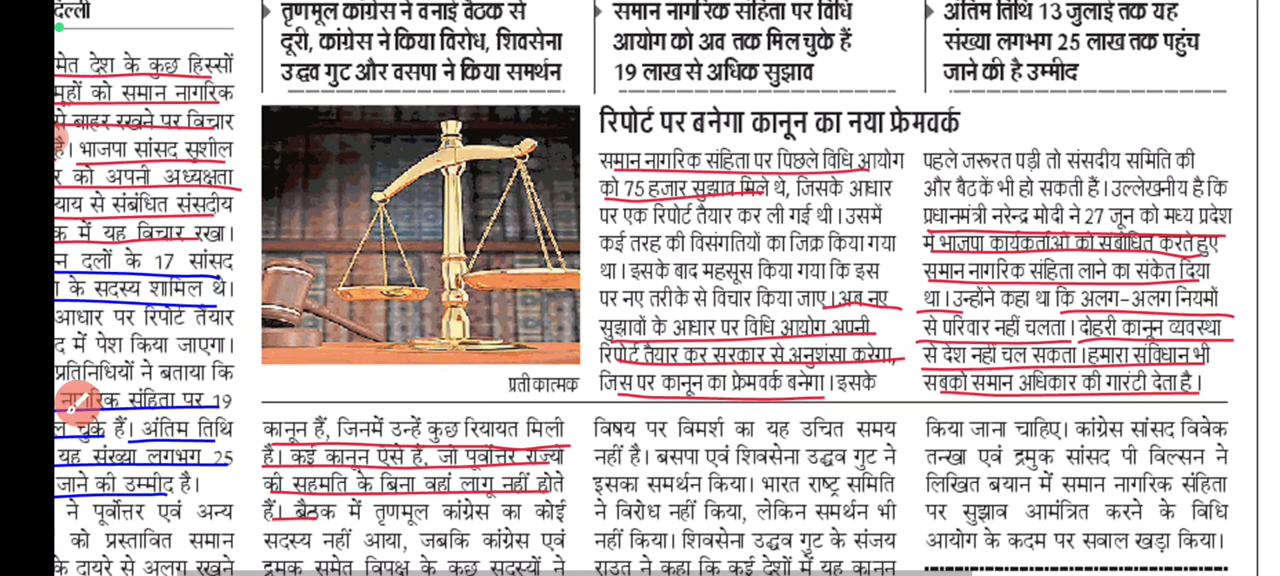 दिल्ली
मेत देश के कुछ हिस्सों
मूहों को समान नागरिक
से बाहर रखने पर विचार
है। भाजपा सांसद सुशील
र को अपनी अध्यक्षता
याय से संबंधित संसदीय
क में यह विचार रखा।
न दलों के 17 सांसद
के सदस्य शामिल थे।
आधार पर रिपोर्ट तैयार
द में पेश किया जाएगा।
प्रतिनिधियों ने बताया कि
नागरिक संहिता पर 19
ल चुके हैं। अंतिम तिथि
यह संख्या लगभग 25
जाने की उम्मीद है।
ने पूर्वोत्तर एवं अन्य
को प्रस्तावित समान
के दायरे से अलग रखने
तृणमूल कांग्रेस ने बनाई बैठक से
दूरी, कांग्रेस ने किया विरोध, शिवसेना
उद्धव गुट और बसपा ने किया समर्थन
समान नागरिक संहिता पर विधि
आयोग को अब तक मिल चुके हैं
19 लाख से अधिक सुझाव
अंतिम तिथि 13 जुलाई तक यह
संख्या लगभग 25 लाख तक पहुंच
जाने की है उम्मीद
प्रतीकात्मक
रिपोर्ट पर बनेगा कानून का नया फ्रेमवर्क
समान नागरिक संहिता पर पिछले विधि आयोग
को 75 हजार सुझाव मिले थे, जिसके आधार
पर एक रिपोर्ट तैयार कर ली गई थी। उसमें
कई तरह की विसंगतियों का जिक्र किया गया
था। इसके बाद महसूस किया गया कि इस
पर नए तरीके से विचार किया जाए। अब नए
सुझावों के आधार पर विधि आयोग अपनी
रिपोर्ट तैयार कर सरकार से अनुशंसा करेगा,
जिस पर कानून का फ्रेमवर्क बनेगा। इसके
पहले जरूरत पड़ी तो संसदीय समिति की
और बैठकें भी हो सकती हैं। उल्लेखनीय है कि
प्रधानमंत्री नरेन्द्र मोदी ने 27 जून को मध्य प्रदेश
में भाजपा कार्यकर्ताओं को संबोधित करते हुए
समान नागरिक संहिता लाने का संकेत दिया
था। उन्होंने कहा था कि अलग-अलग नियमों
से परिवार नहीं चलता। दोहरी कानून व्यवस्था
से देश नहीं चल सकता। हमारा संविधान भी
सबको समान अधिकार की गारंटी देता है।
कानून हैं, जिनमें उन्हें कुछ रियायत मिली
है। कई कानून ऐसे हैं, जो पूर्वोत्तर राज्यों
की सहमति के बिना वहां लागू नहीं होते
हैं। बैठक में तृणमूल कांग्रेस का कोई
सदस्य नहीं आया, जबकि कांग्रेस एवं
द्रमुक समेत विपक्ष के कुछ सदस्यों ने
विषय पर विमर्श का यह उचित समय
नहीं है। बसपा एवं शिवसेना उद्धव गुट ने
इसका समर्थन किया। भारत राष्ट्र समिति
ने विरोध नहीं किया, लेकिन समर्थन भी
नहीं किया। शिवसेना उद्धव गुट के संजय
राउत ने कहा कि कई देशों में यह कानून
किया जाना चाहिए। कांग्रेस सांसद विवेक
तन्खा एवं द्रमुक सांसद पी विल्सन ने
लिखित बयान में समान नागरिक संहिता
पर सुझाव आमंत्रित करने के विधि
आयोग के कदम पर सवाल खड़ा किया।